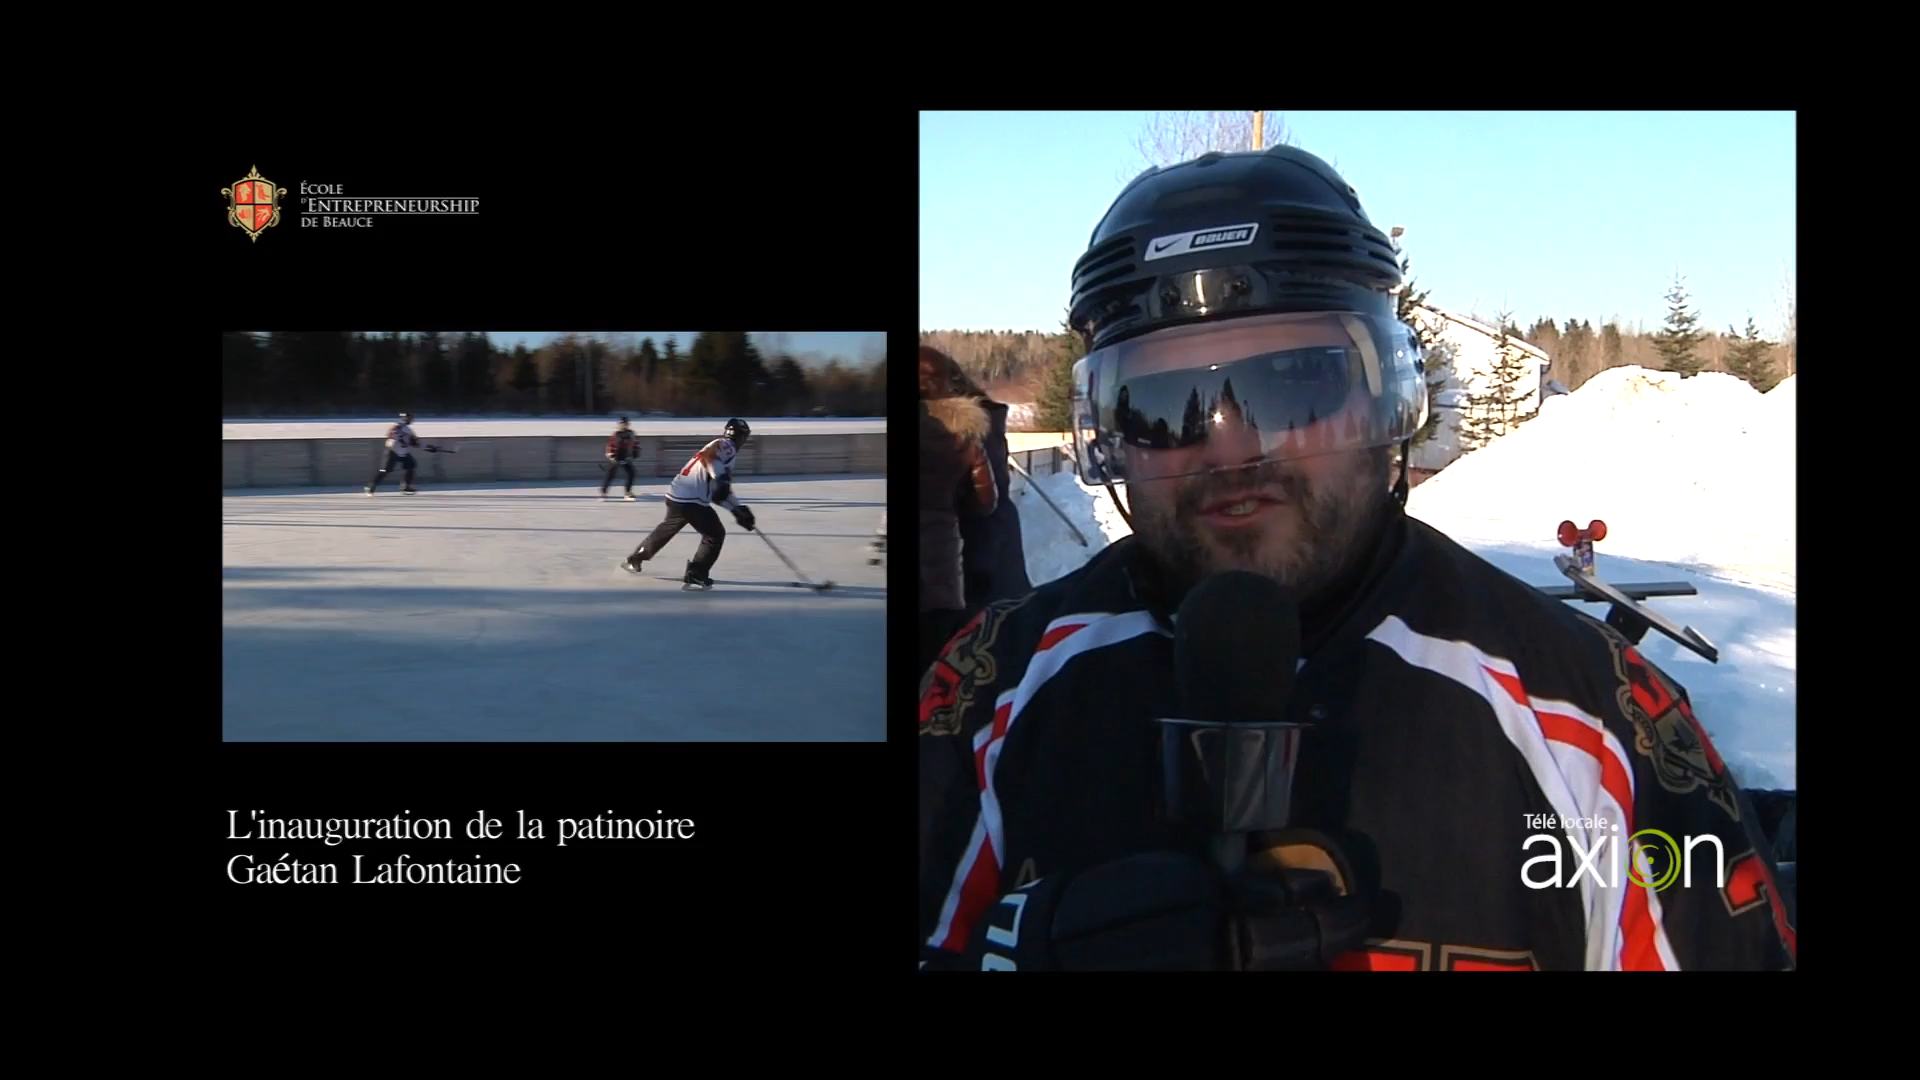 ÉCOLE
D'ENTREPRENEURSHIP
DE BEAUCE
BAUER
L'inauguration de la patinoire
Gaétan Lafontaine
Télé locale
axion